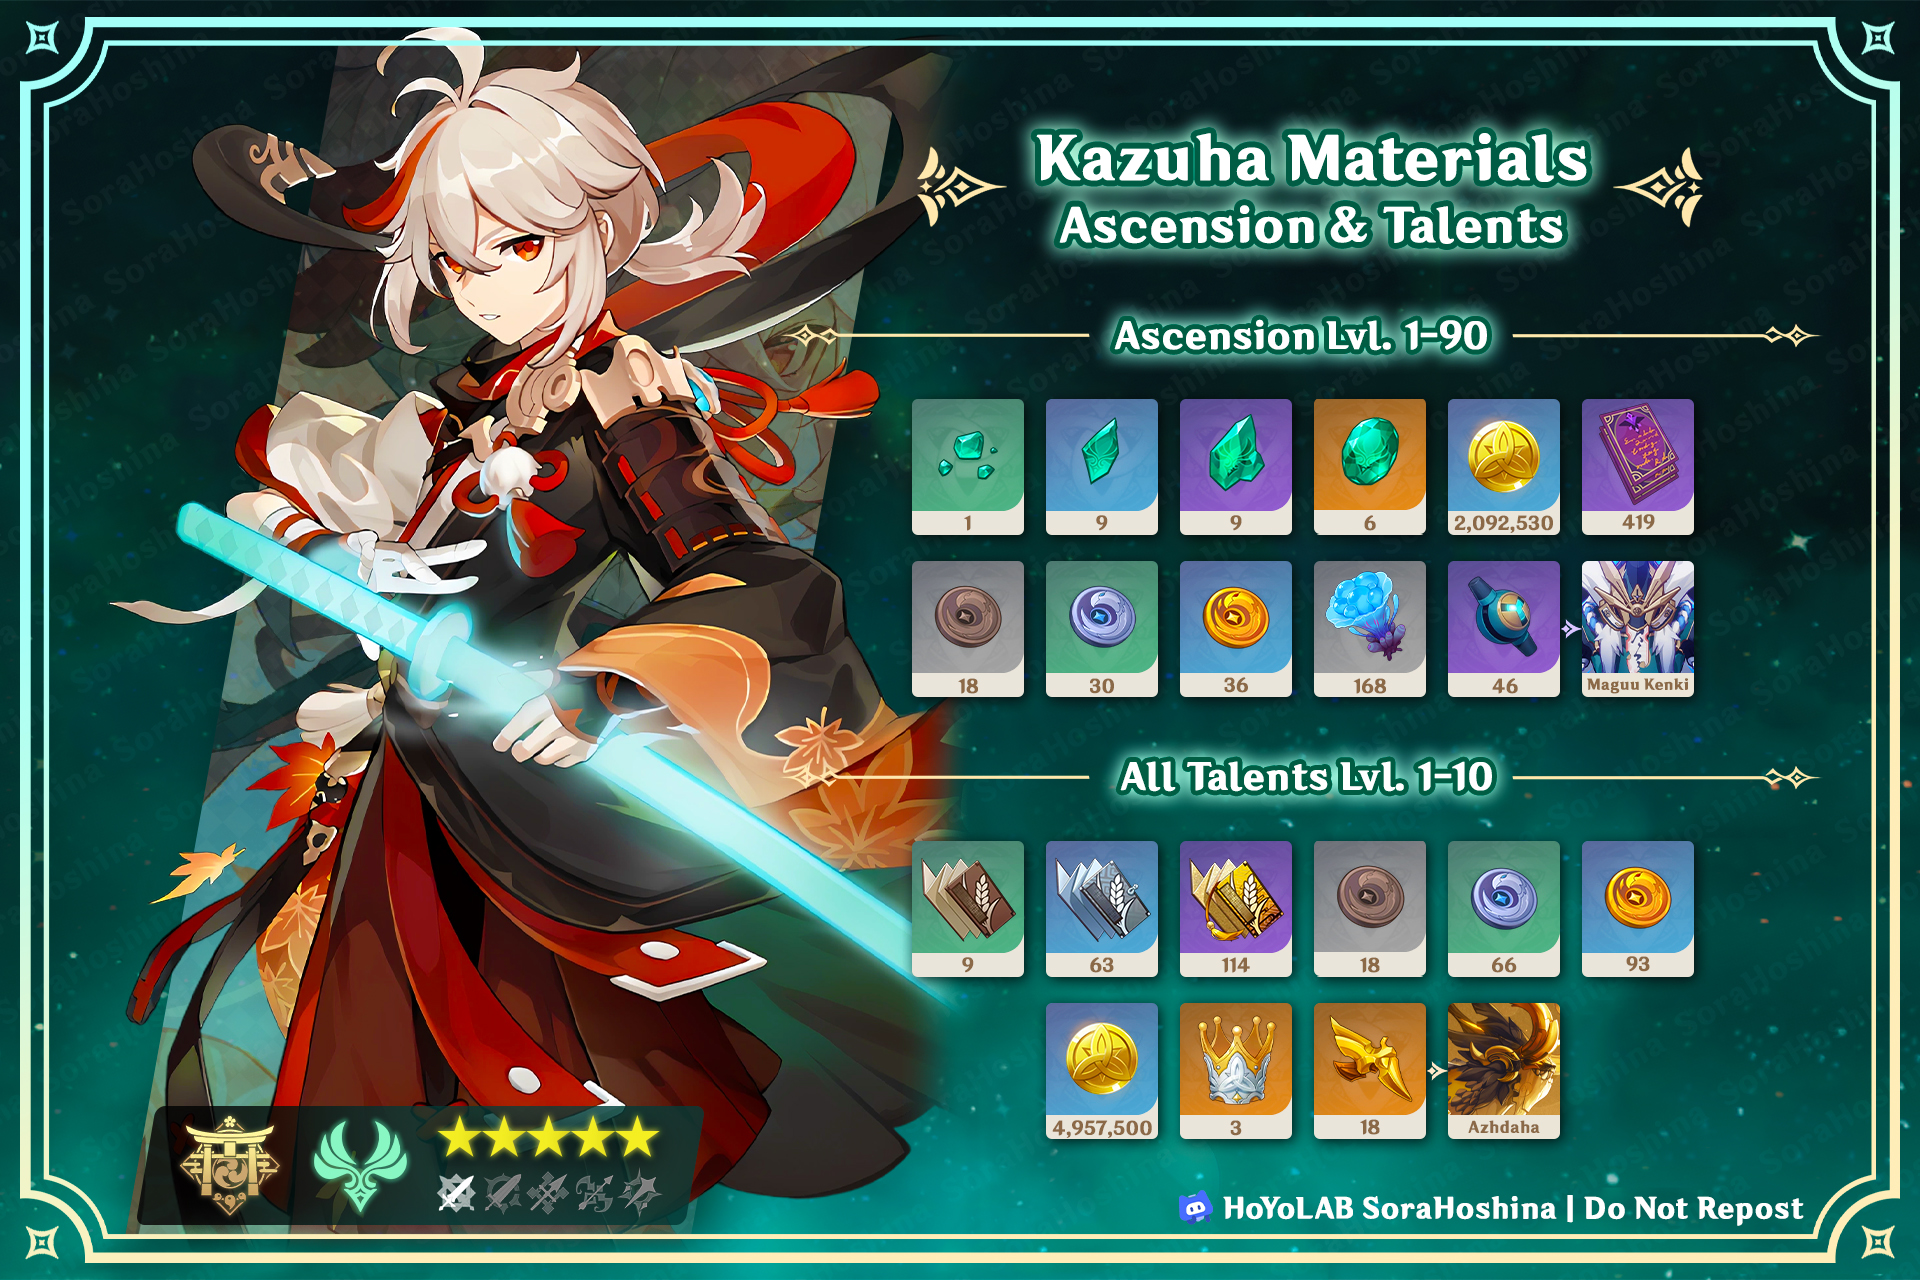 Kazuha Materials
Ascension & Talents
Ascension Lvl. 1-90
1 9 9 6 2,092,530 419
18 30 36 168 46 Maguu Kenki
All Talents Lvl. 1-10
9 63 114 18 66 93
4,957,500 3 18 Azhdaha
HoYoLAB SoraHoshina | Do Not Repost
SoraHoshina